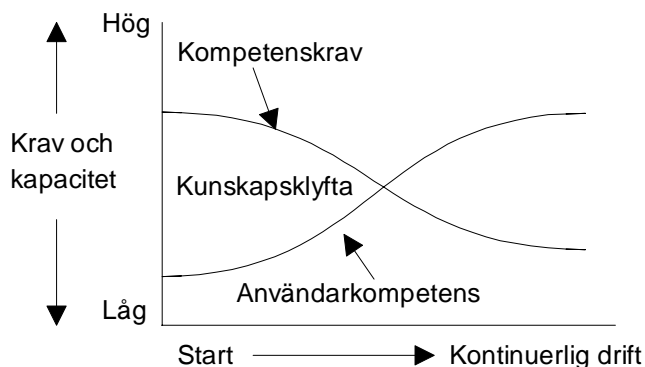 Hög
Kompetenskrav
Krav och
kapacitet
Kunskapsklyfta
Användarkompetens
Låg
Start
Kontinuerlig drift